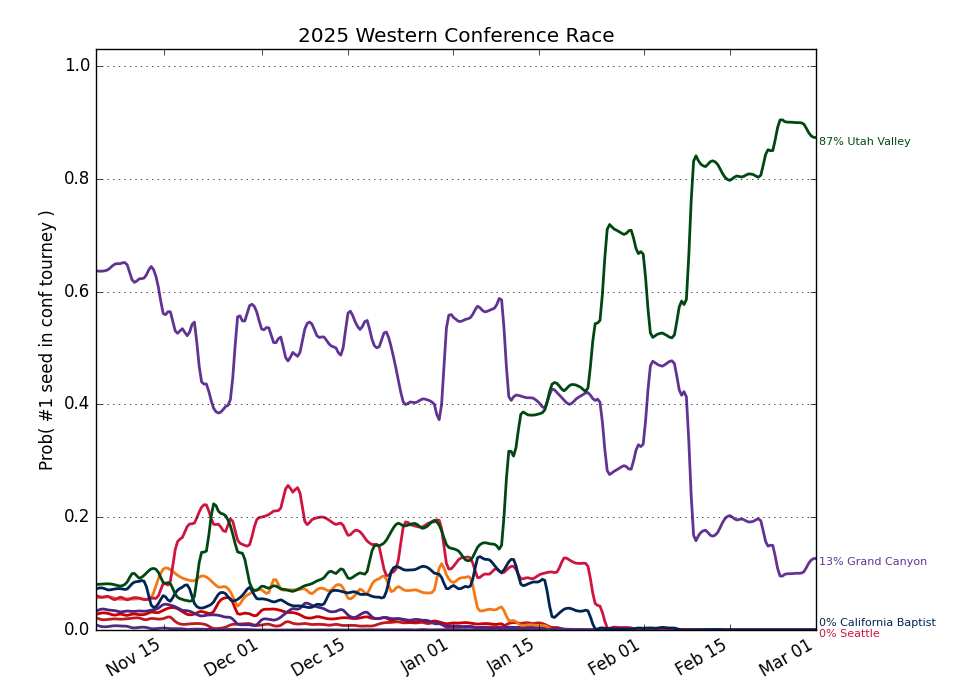 2025 Western Conference Race
Prob( #1 seed in conf tourney )
1.0
0.8
0.6
0.4
0.2
0.0
87% Utah Valley
13% Grand Canyon
0% California Baptist
0% Seattle
Nov 15
Dec 01
Dec 15
Jan 01
Jan 15
Feb 01
Feb 15
Mar 01